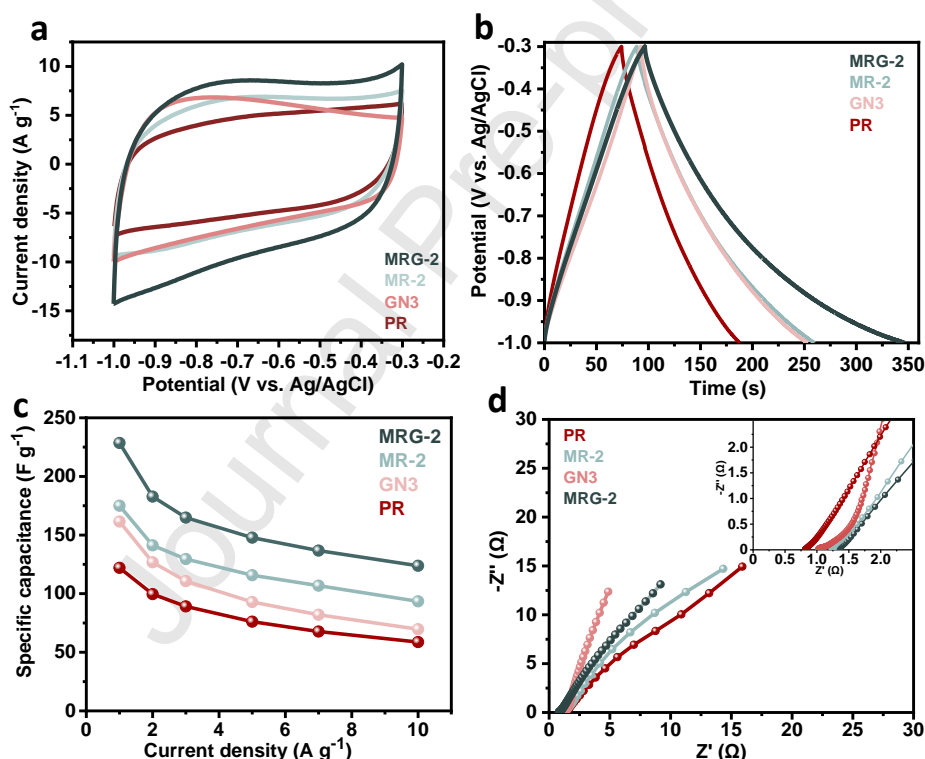 a
Current density (A g⁻¹)
10
5
0
-5
-10
-15
MRG-2
MR-2
GN3
PR
-1.1 -1.0 -0.9 -0.8 -0.7 -0.6 -0.5 -0.4 -0.3 -0.2
Potential (V vs. Ag/AgCl)
b
Potential (V vs. Ag/AgCl)
-0.3
-0.4
-0.5
-0.6
-0.7
-0.8
-0.9
-1.0
MRG-2
MR-2
GN3
PR
0 50 75 100 150 200 250 300 350
Time (s)
c
Specific capacitance (F g⁻¹)
250
200
150
100
50
0
MRG-2
MR-2
GN3
PR
0 2 4 6 8 10
Current density (A g⁻¹)
d
-Z'' (Ω)
30
25
20
15
10
5
0
PR
MR-2
GN3
MRG-2
-Z'' (Ω)
2.0
1.5
1.0
0.5
0
0 0.5 1.0 1.5 2.0
Z' (Ω)
0 5 10 15 20 25 30
Z' (Ω)
Journal Pre-p